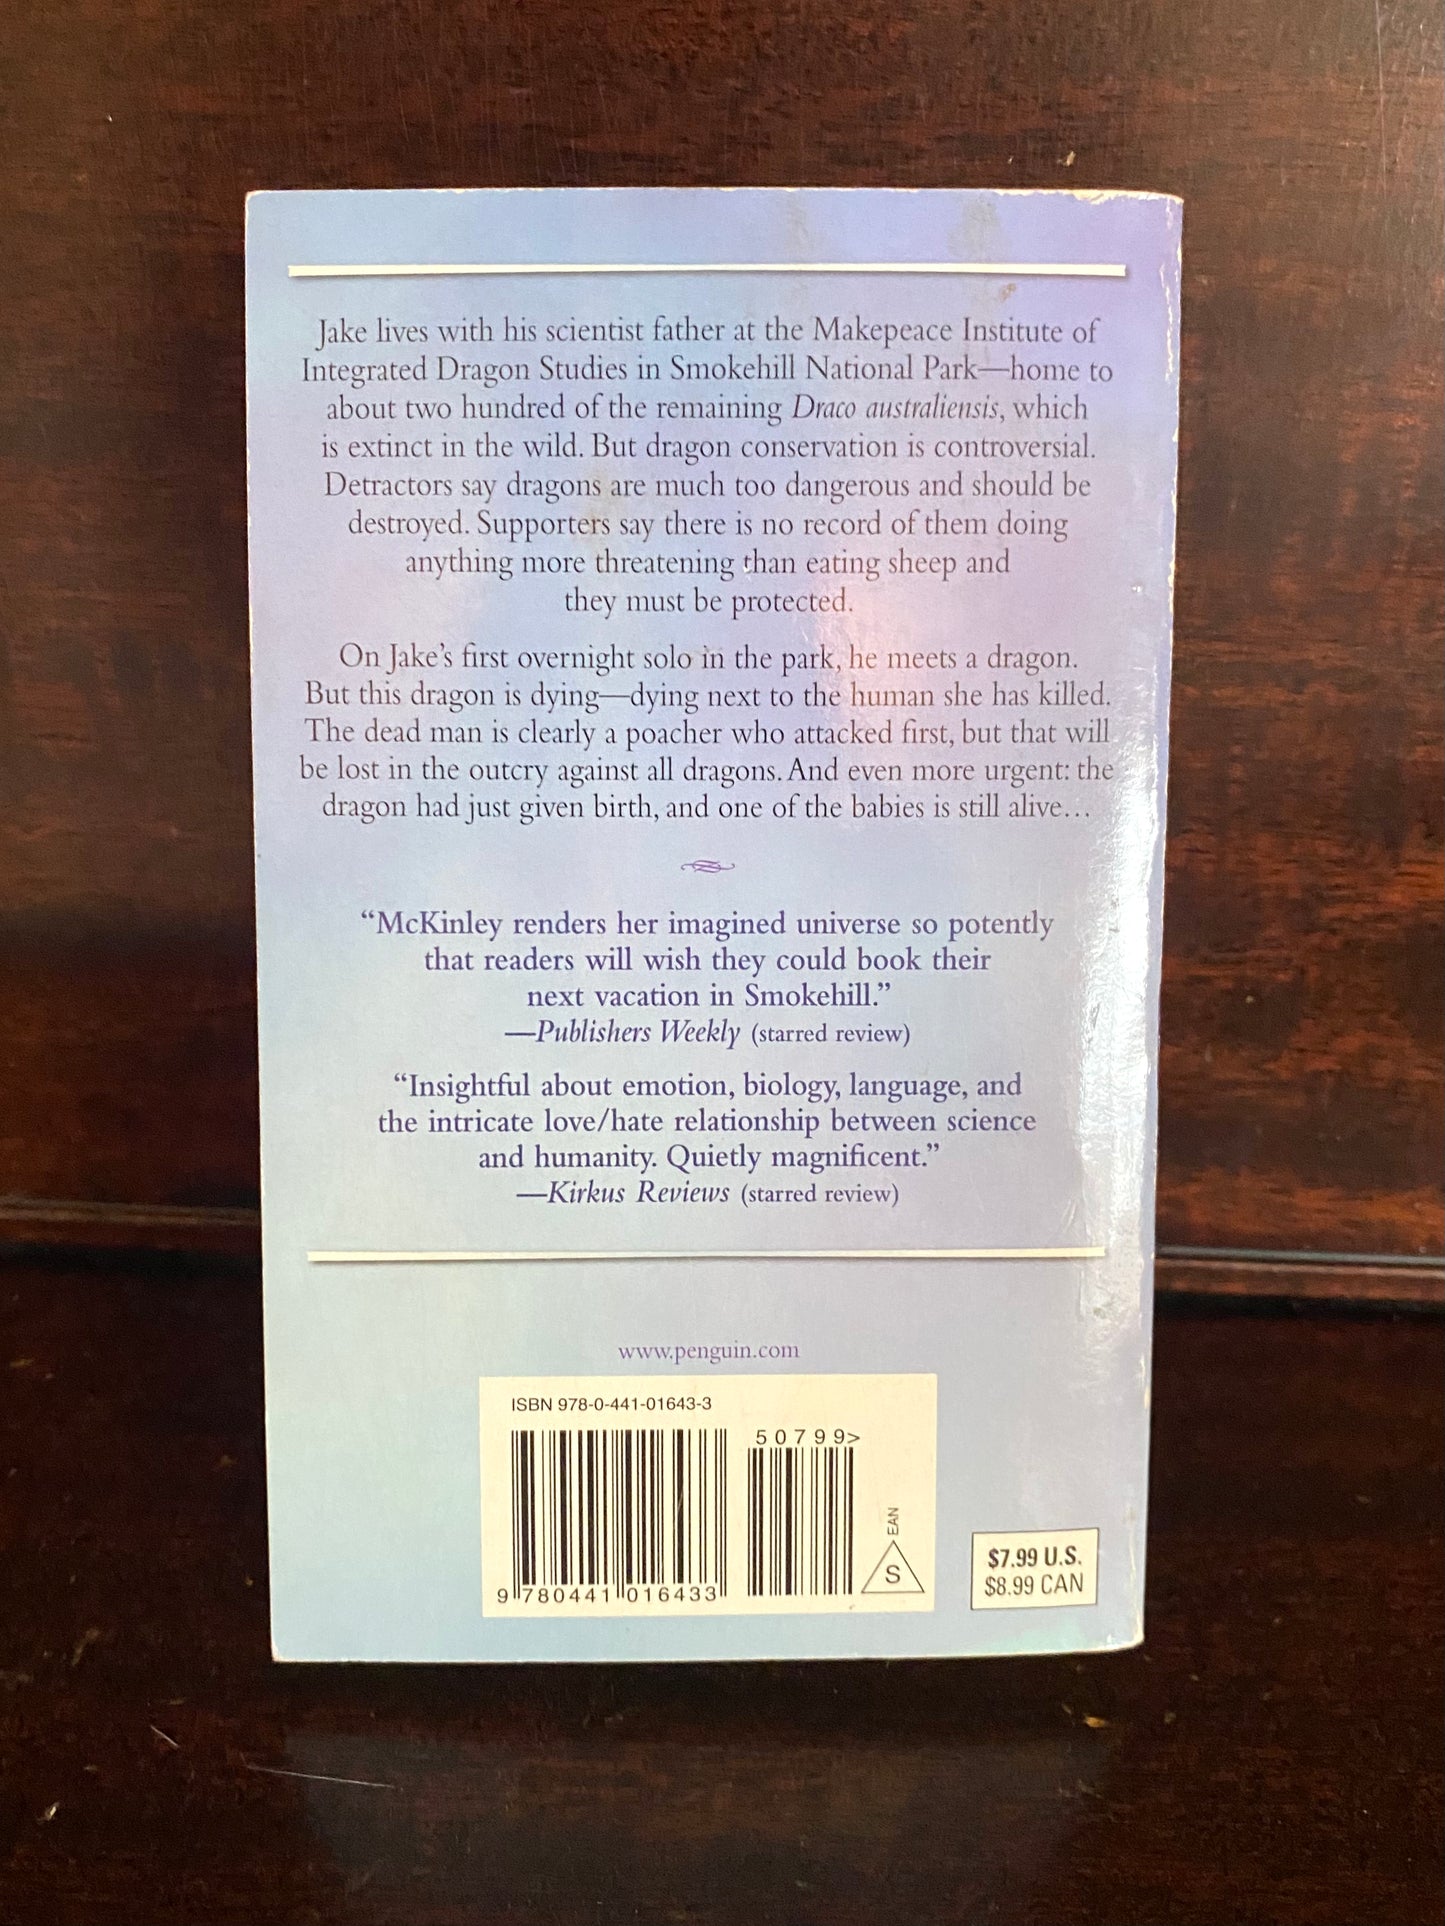 Jake lives with his scientist father at the Makepeace Institute of
Integrated Dragon Studies in Smokehill National Park—home to
about two hundred of the remaining Draco australiensis, which
is extinct in the wild. But dragon conservation is controversial.
Detractors say dragons are much too dangerous and should be
destroyed. Supporters say there is no record of them doing
anything more threatening than eating sheep and
they must be protected.
On Jake's first overnight solo in the park, he meets a dragon.
But this dragon is dying—dying next to the human she has killed.
The dead man is clearly a poacher who attacked first, but that will
be lost in the outcry against all dragons. And even more urgent: the
dragon had just given birth, and one of the babies is still alive…
“McKinley renders her imagined universe so potently
that readers will wish they could book their
next vacation in Smokehill.”
—Publishers Weekly (starred review)
“Insightful about emotion, biology, language, and
the intricate love/hate relationship between science
and humanity. Quietly magnificent.”
—Kirkus Reviews (starred review)
www.penguin.com
ISBN 978-0-441-01643-3
50799>
9 780441 016433
EAN
S
$7.99 U.S.
$8.99 CAN